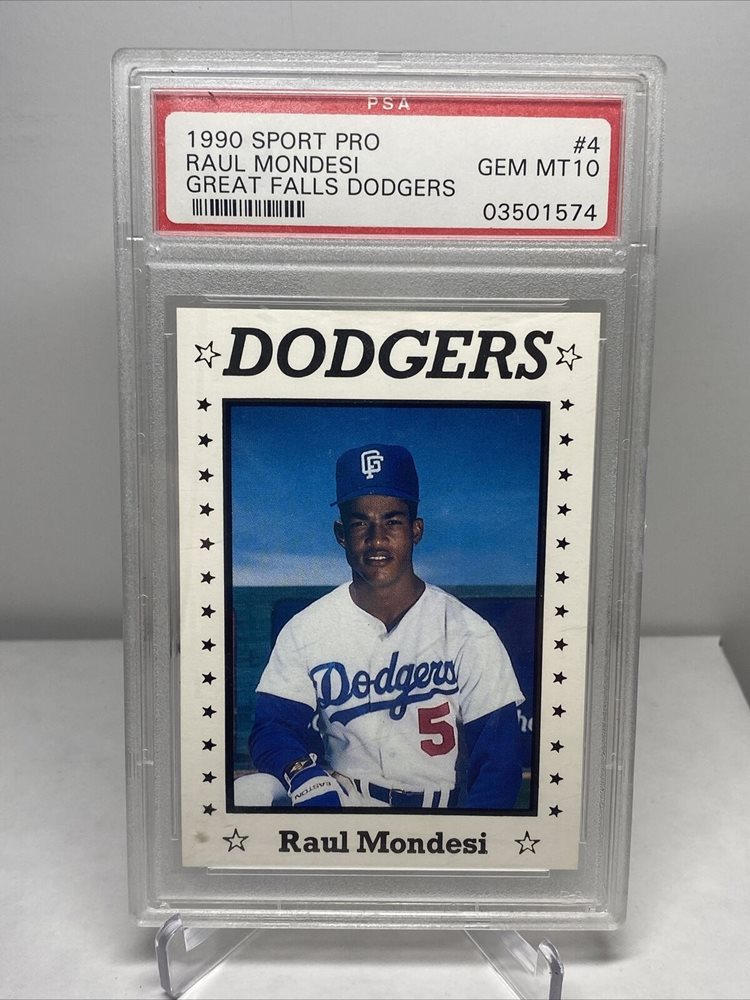 PSA
1990 SPORT PRO #4
RAUL MONDESI GEM MT10
GREAT FALLS DODGERS
03501574
DODGERS
GF
Dodgers
5
EASTON
Raul Mondesi